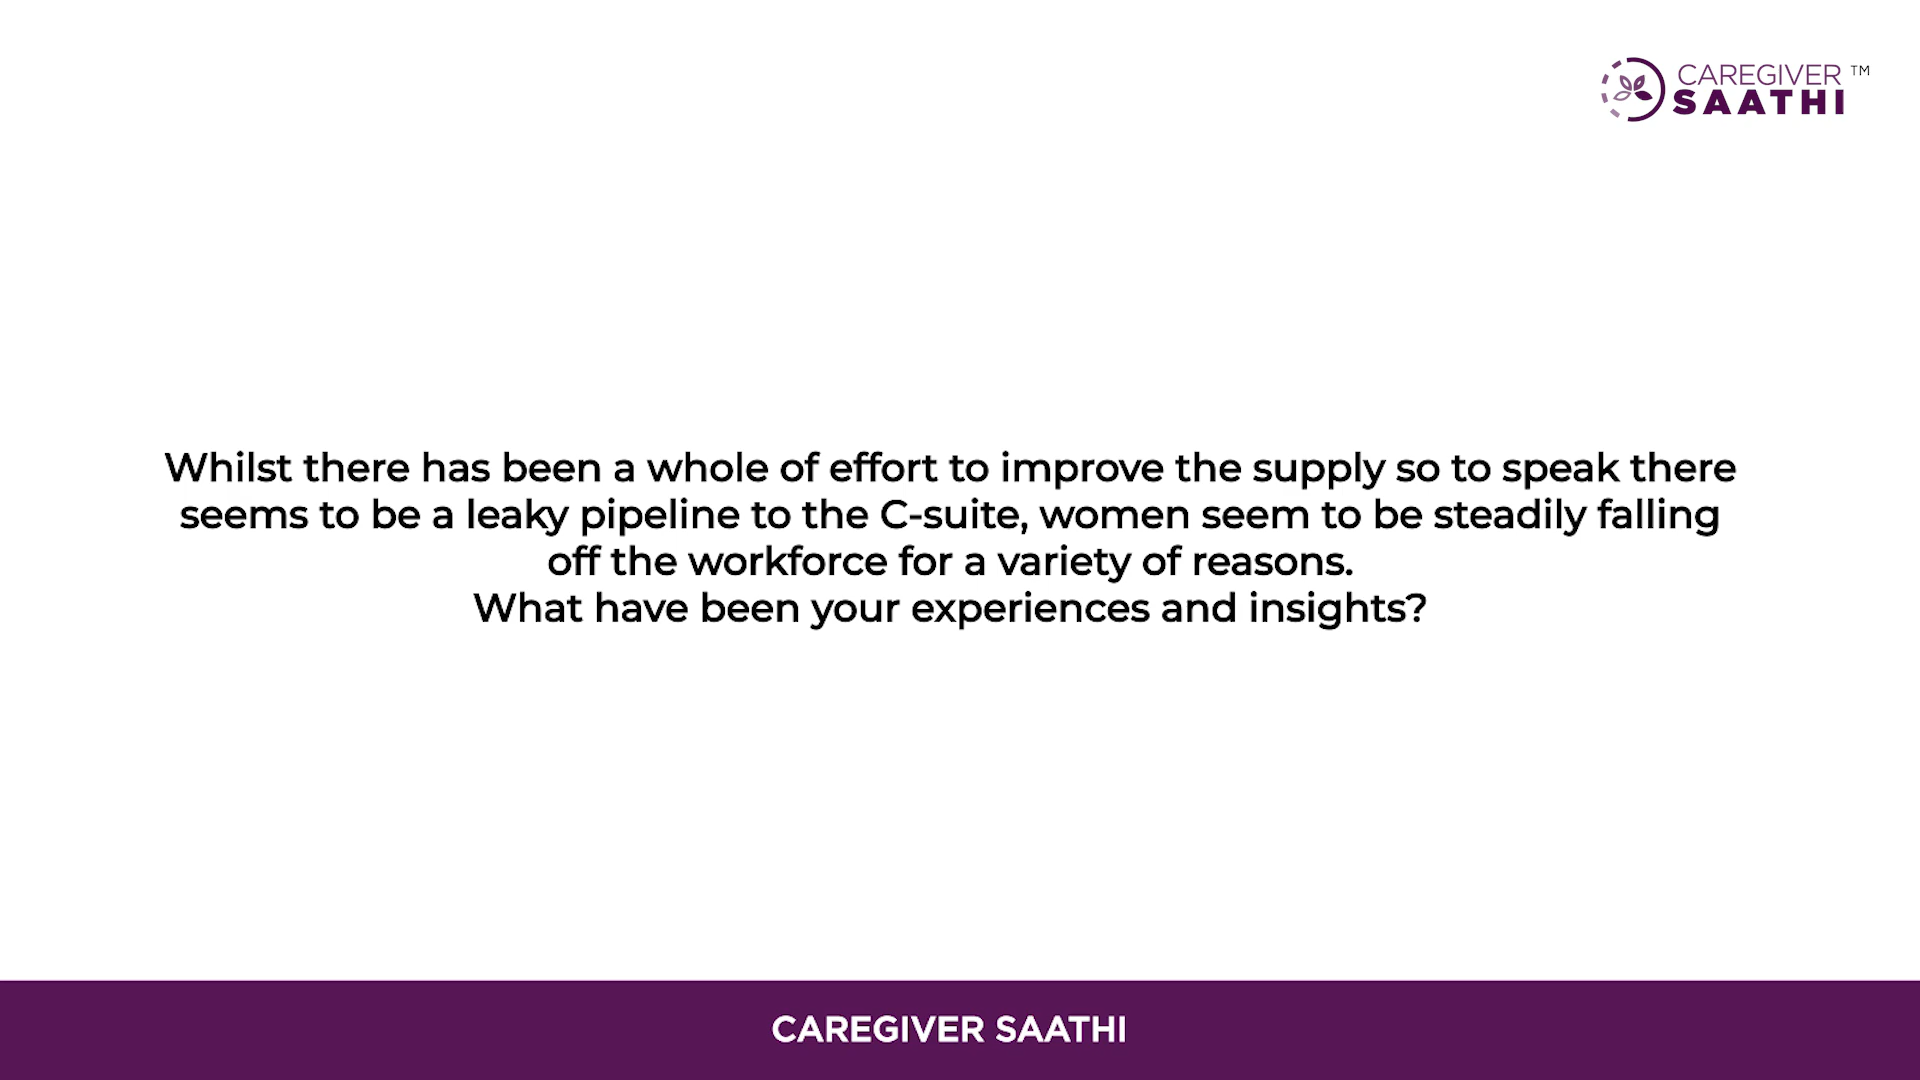 CAREGIVER TM
SAATHI
Whilst there has been a whole of effort to improve the supply so to speak there
seems to be a leaky pipeline to the C-suite, women seem to be steadily falling
off the workforce for a variety of reasons.
What have been your experiences and insights?
CAREGIVER SAATHI